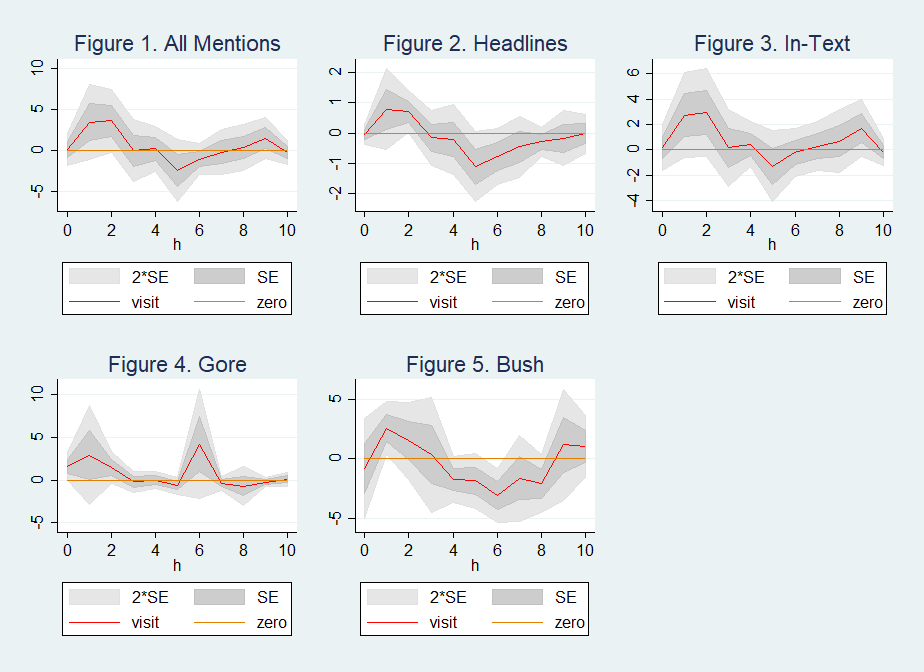 Figure 1. All Mentions
10
5
0
-5
0 2 4 6 8 10
h
2*SE SE
visit zero
Figure 2. Headlines
2
1
0
-1
-2
0 2 4 6 8 10
h
2*SE SE
visit zero
Figure 3. In-Text
6
4
2
0
-2
-4
0 2 4 6 8 10
h
2*SE SE
visit zero
Figure 4. Gore
10
5
0
-5
0 2 4 6 8 10
h
2*SE SE
visit zero
Figure 5. Bush
5
0
-5
0 2 4 6 8 10
h
2*SE SE
visit zero